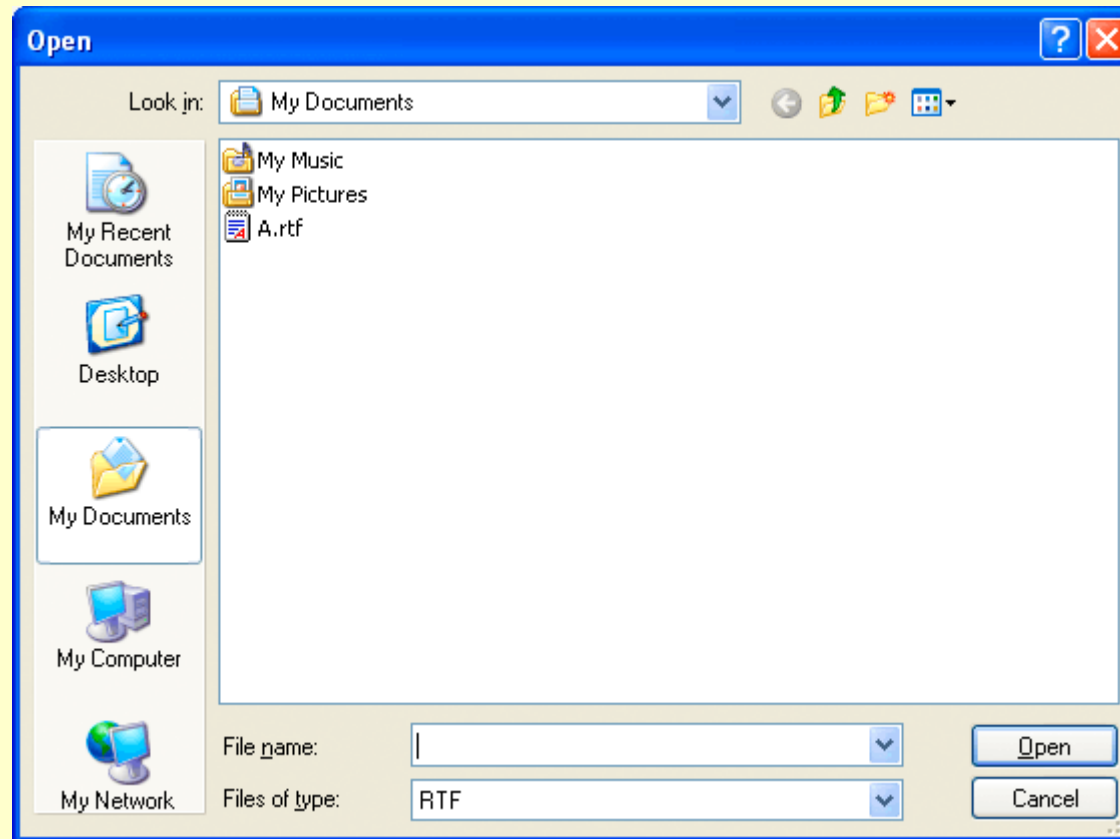 Open
Look in:
My Documents
My Music
My Pictures
A.rtf
My Recent
Documents
Desktop
My Documents
My Computer
My Network
File name:
Open
Files of type:
RTF
Cancel